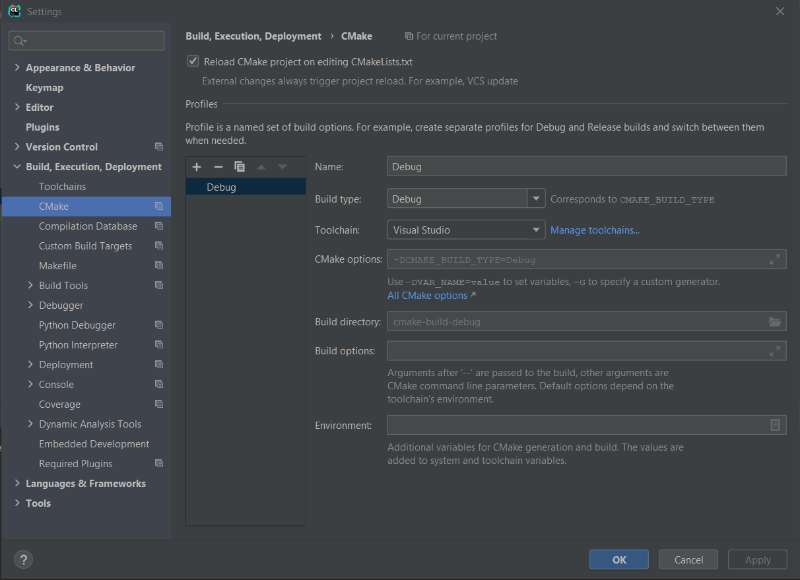 Settings
Build, Execution, Deployment › CMake For current project
Reload CMake project on editing CMakeLists.txt
External changes always trigger project reload. For example, VCS update
Profiles
Profile is a named set of build options. For example, create separate profiles for Debug and Release builds and switch between them
when needed.
Appearance & Behavior
Keymap
Editor
Plugins
Version Control
Build, Execution, Deployment
Toolchains
CMake
Compilation Database
Custom Build Targets
Makefile
Build Tools
Debugger
Python Debugger
Python Interpreter
Deployment
Console
Coverage
Dynamic Analysis Tools
Embedded Development
Required Plugins
Languages & Frameworks
Tools
Debug
Name: Debug
Build type: Debug Corresponds to CMAKE_BUILD_TYPE
Toolchain: Visual Studio Manage toolchains...
CMake options: -DCMAKE_BUILD_TYPE=Debug
Use -DVAR_NAME=value to set variables, -G to specify a custom generator.
All CMake options ↗
Build directory: cmake-build-debug
Build options:
Arguments after '--' are passed to the build, other arguments are
CMake command line parameters. Default options depend on the
toolchain's environment.
Environment:
Additional variables for CMake generation and build. The values are
added to system and toolchain variables.
? OK Cancel Apply